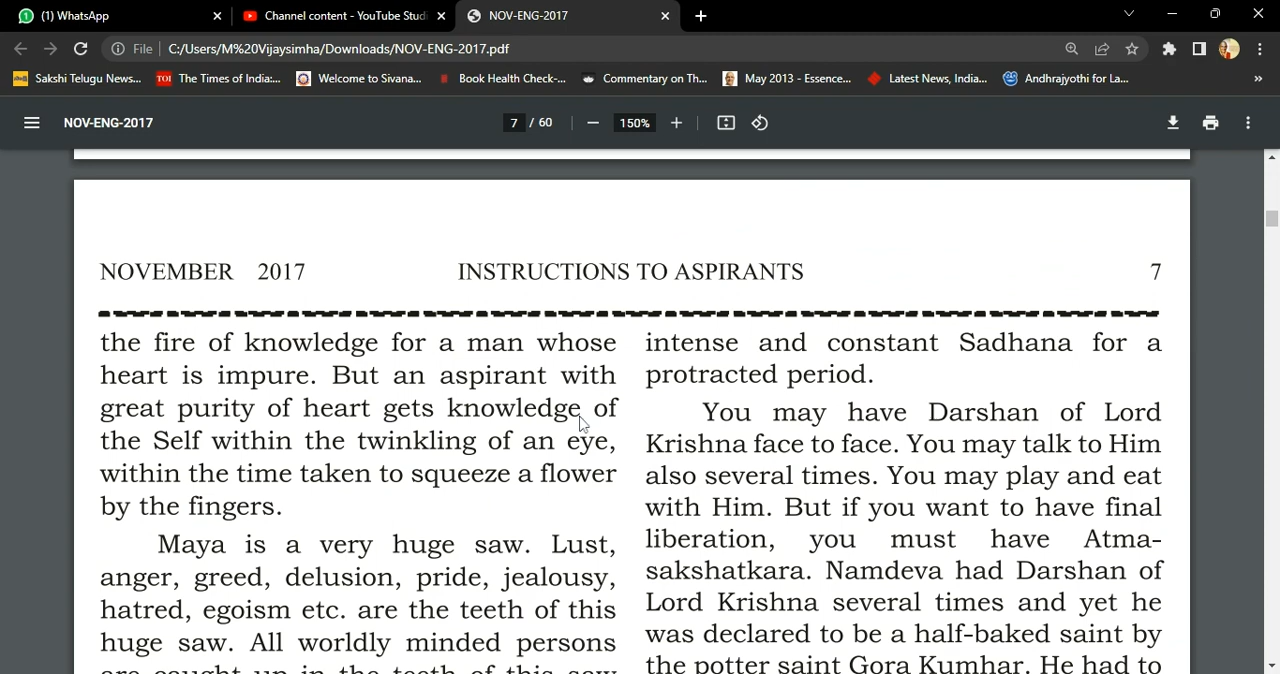 (1) WhatsApp
Channel content - YouTube Studi
NOV-ENG-2017
File
C:/Users/M%20Vijaysimha/Downloads/NOV-ENG-2017.pdf
Sakshi Telugu News...
TOI
The Times of India:...
Welcome to Sivana...
Book Health Check-...
Commentary on Th...
May 2013 - Essence...
Latest News, India...
Andhrajyothi for La...
»
NOV-ENG-2017
7 / 60
150%
NOVEMBER 2017
INSTRUCTIONS TO ASPIRANTS
7
the fire of knowledge for a man whose
heart is impure. But an aspirant with
great purity of heart gets knowledge of
the Self within the twinkling of an eye,
within the time taken to squeeze a flower
by the fingers.
Maya is a very huge saw. Lust,
anger, greed, delusion, pride, jealousy,
hatred, egoism etc. are the teeth of this
huge saw. All worldly minded persons
are caught up in the teeth of this saw
intense and constant Sadhana for a
protracted period.
You may have Darshan of Lord
Krishna face to face. You may talk to Him
also several times. You may play and eat
with Him. But if you want to have final
liberation, you must have Atma-
sakshatkara. Namdeva had Darshan of
Lord Krishna several times and yet he
was declared to be a half-baked saint by
the potter saint Gora Kumhar. He had to